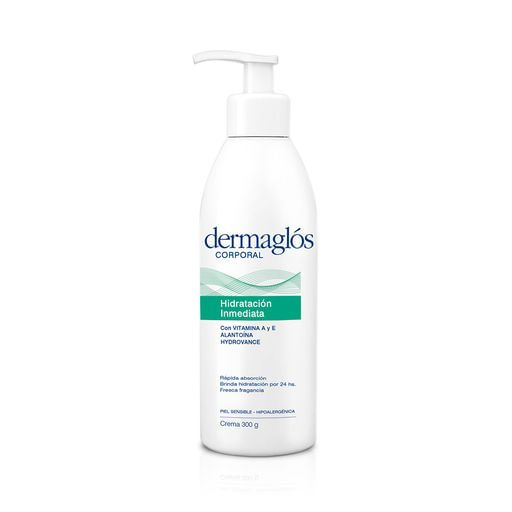 dermaglós
CORPORAL
Hidratación
Inmediata
Con VITAMINA A y E
ALANTOÍNA
HYDROVANCE
Rápida absorción
Brinda hidratación por 24 hs.
Fresca fragancia
PIEL SENSIBLE - HIPOALERGÉNICA
Crema 300 g